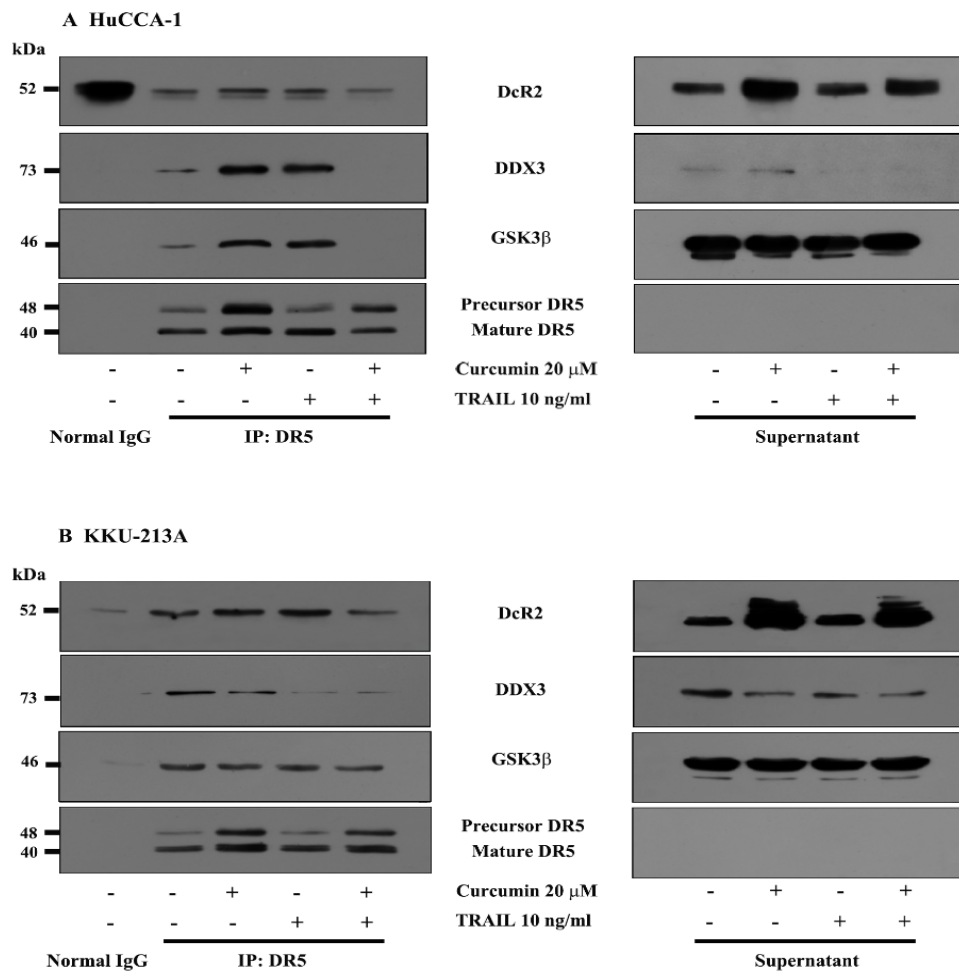 A HuCCA-1
kDa
52 DcR2
73 DDX3
46 GSK3β
48 Precursor DR5
40 Mature DR5
- - + - + Curcumin 20 μM - + - +
- - - + + TRAIL 10 ng/ml - - + +
Normal IgG IP: DR5 Supernatant
B KKU-213A
kDa
52 DcR2
73 DDX3
46 GSK3β
48 Precursor DR5
40 Mature DR5
- - + - + Curcumin 20 μM - + - +
- - - + + TRAIL 10 ng/ml - - + +
Normal IgG IP: DR5 Supernatant